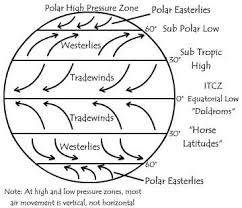 Polar High Pressure Zone
Polar Easterlies
60°
Sub Polar Low
Westerlies
Sub Tropic
High
30°
Tradewinds
ITCZ
Equatorial Low
("Doldrums")
Tradewinds
"Horse
Latitudes"
30°
Westerlies
60°
Polar Easterlies
Note: At high and low pressure zones, most
air movement is vertical, not horizontal